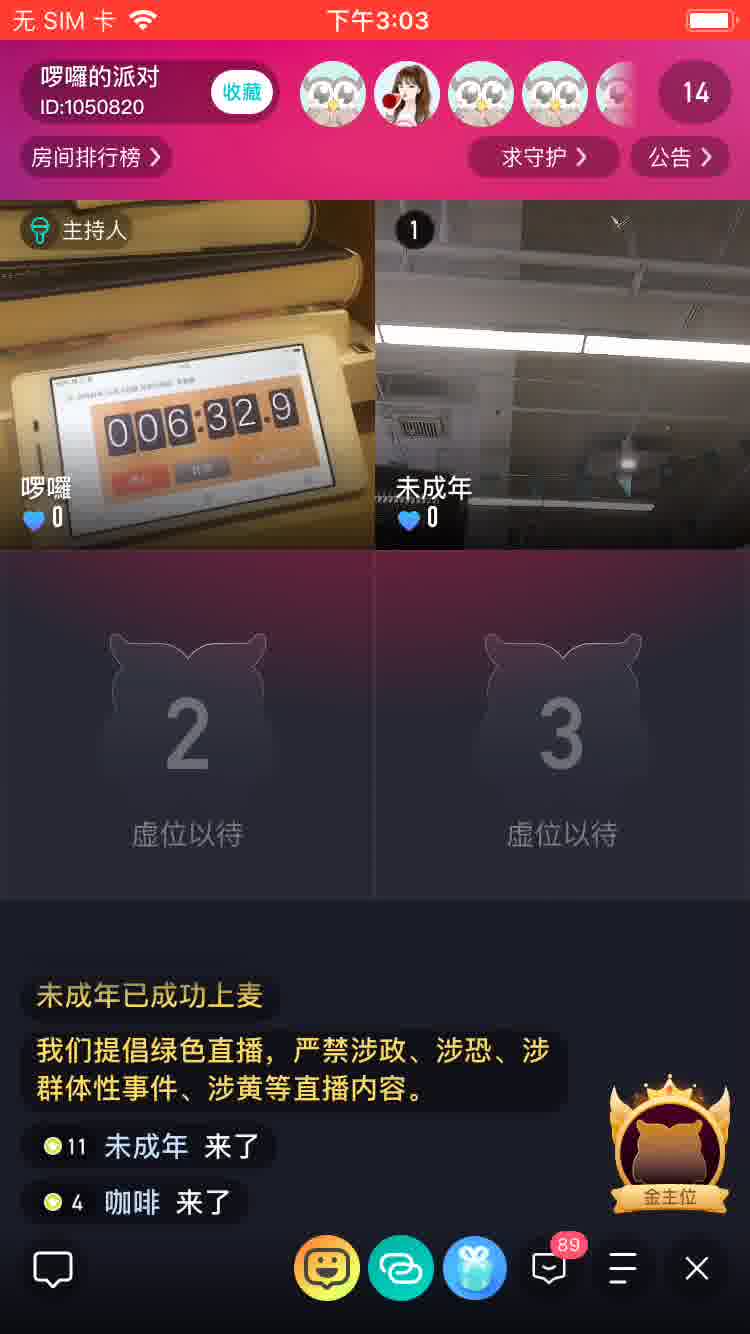 无 SIM 卡
下午3:03
啰囉的派对
ID:1050820
收藏
14
房间排行榜
求守护
公告
主持人
1
006:32.9
啰囉
0
未成年
0
2
3
虚位以待
虚位以待
未成年已成功上麦
我们提倡绿色直播，严禁涉政、涉恐、涉
群体性事件、涉黄等直播内容。
11 未成年 来了
4 咖啡 来了
金主位
89